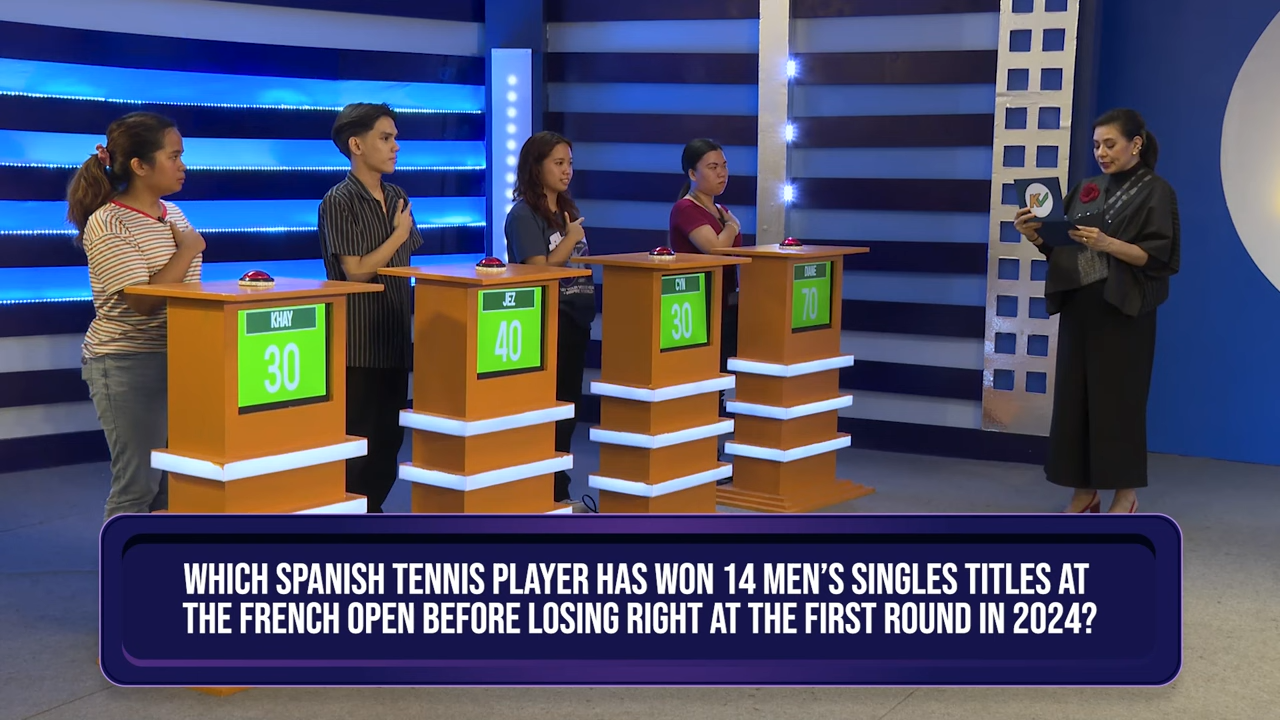 KHAY
30
JEZ
40
CYN
30
DIANE
70
K
WHICH SPANISH TENNIS PLAYER HAS WON 14 MEN’S SINGLES TITLES AT
THE FRENCH OPEN BEFORE LOSING RIGHT AT THE FIRST ROUND IN 2024?